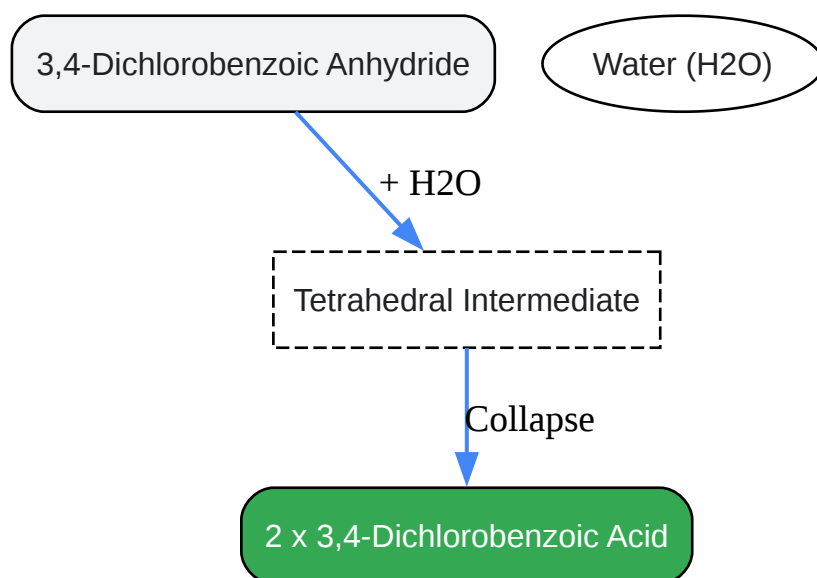 3,4-Dichlorobenzoic Anhydride
Water (H2O)
+ H2O
Tetrahedral Intermediate
Collapse
2 x 3,4-Dichlorobenzoic Acid